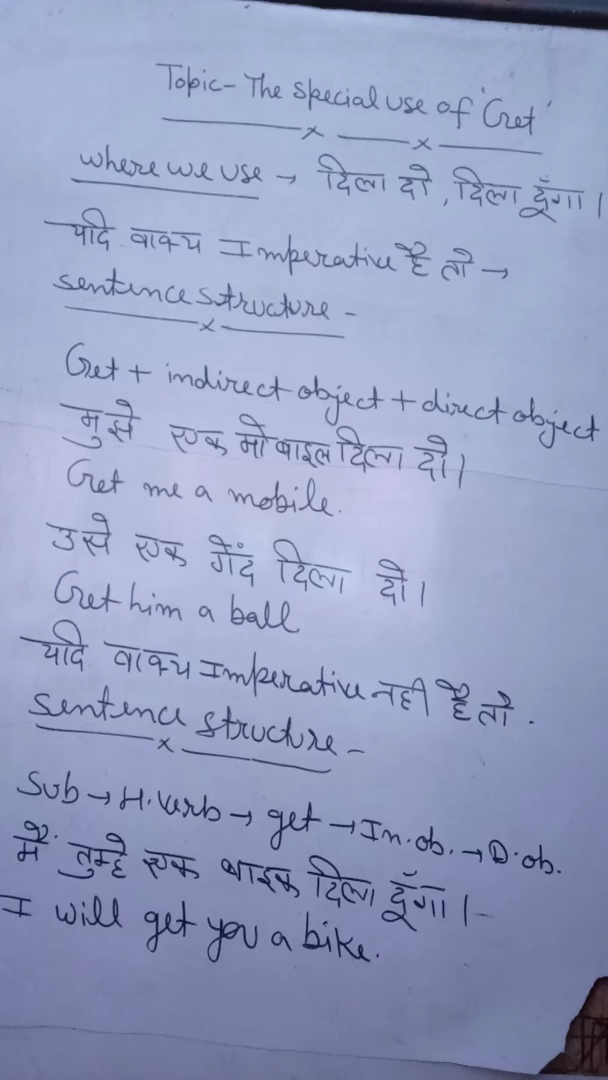 Topic- The special use of 'Get'
where we use → दिला दो, दिला दूँगा।
यदि वाक्य Imperative है तो →
sentence structure -
Get + indirect object + direct object
मुझे एक मोबाइल दिला दो।
Get me a mobile.
उसे एक गेंद दिला दो।
Get him a ball
यदि वाक्य Imperative नही है तो.
sentence structure -
Sub → H.verb → get → In.ob. → D.ob.
मैं तुम्हे एक बाइक दिला दूँगा।-
I will get you a bike.